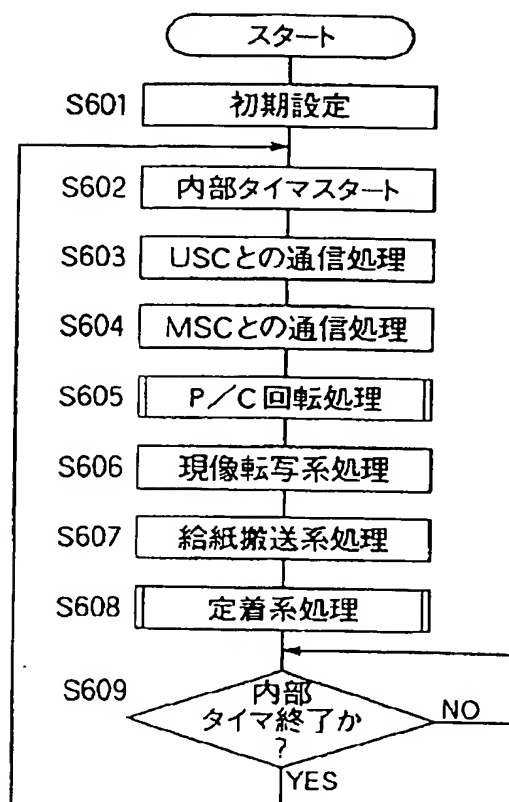 スタート
S601 初期設定
S602 内部タイマスタート
S603 USCとの通信処理
S604 MSCとの通信処理
S605 P/C回転処理
S606 現像転写系処理
S607 給紙搬送系処理
S608 定着系処理
S609 内部
タイマ終了か
?
NO
YES